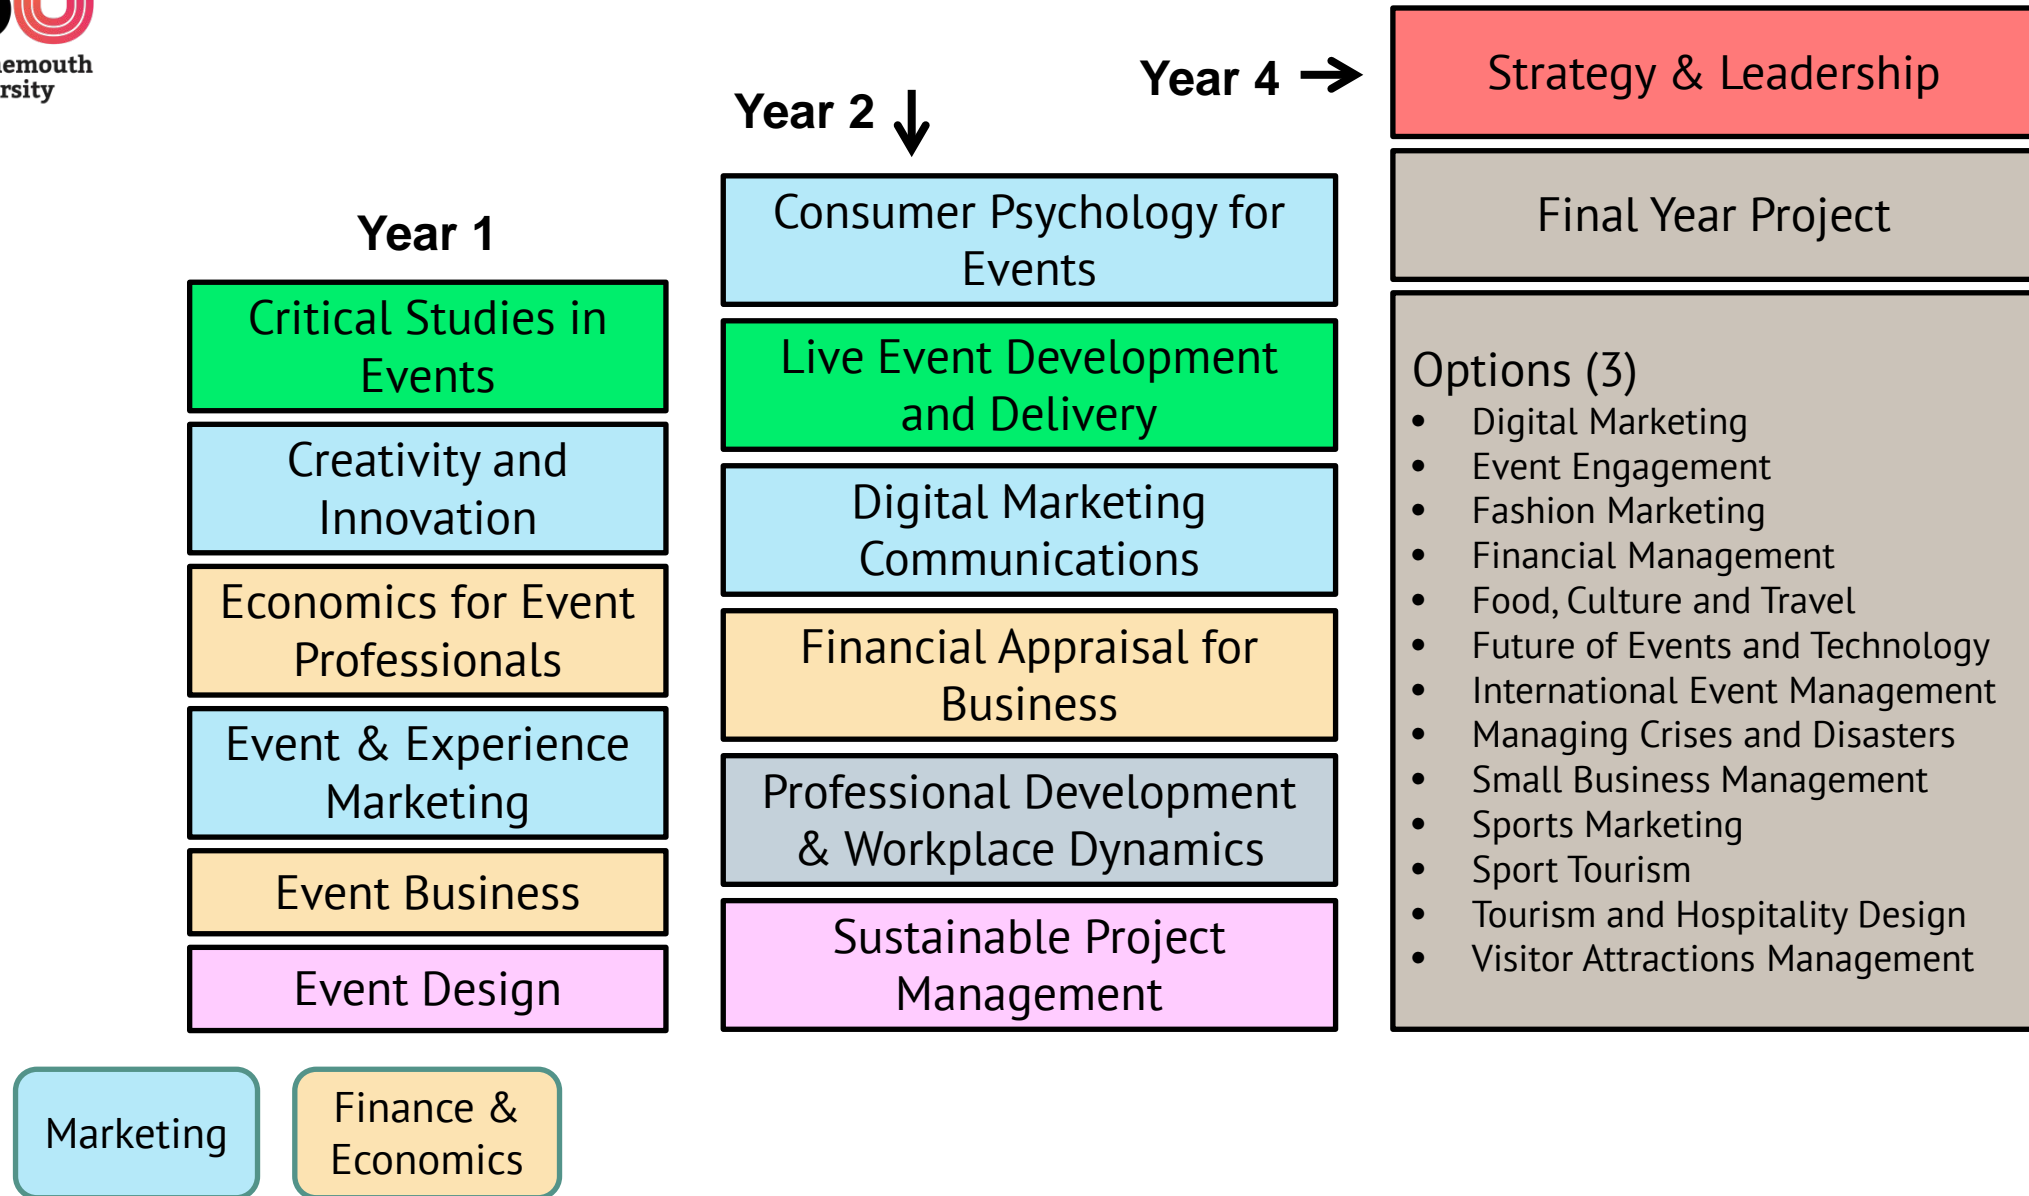 Year 1
Critical Studies in
Events
Creativity and
Innovation
Economics for Event
Professionals
Event & Experience
Marketing
Event Business
Event Design
Year 2
Consumer Psychology for
Events
Live Event Development
and Delivery
Digital Marketing
Communications
Financial Appraisal for
Business
Professional Development
& Workplace Dynamics
Sustainable Project
Management
Year 4
Strategy & Leadership
Final Year Project
Options (3)
• Digital Marketing
• Event Engagement
• Fashion Marketing
• Financial Management
• Food, Culture and Travel
• Future of Events and Technology
• International Event Management
• Managing Crises and Disasters
• Small Business Management
• Sports Marketing
• Sport Tourism
• Tourism and Hospitality Design
• Visitor Attractions Management
Marketing
Finance &
Economics